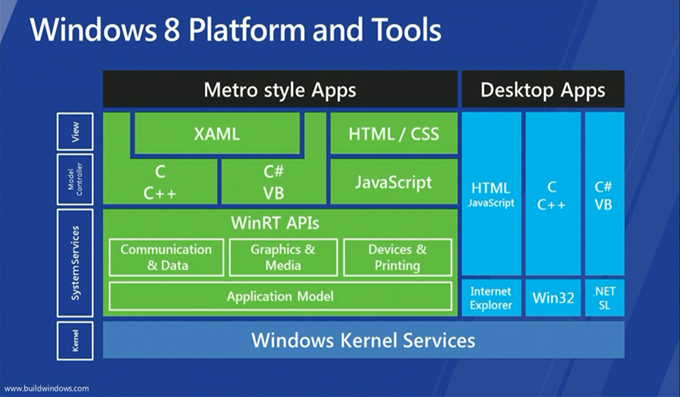 Windows 8 Platform and Tools
Metro style Apps
Desktop Apps
View
XAML
HTML / CSS
Model
Controller
C
C++
C#
VB
JavaScript
HTML
JavaScript
C
C++
C#
VB
System Services
WinRT APIs
Communication
& Data
Graphics &
Media
Devices &
Printing
Application Model
Internet
Explorer
Win32
.NET
SL
Kernel
Windows Kernel Services
www.buildwindows.com